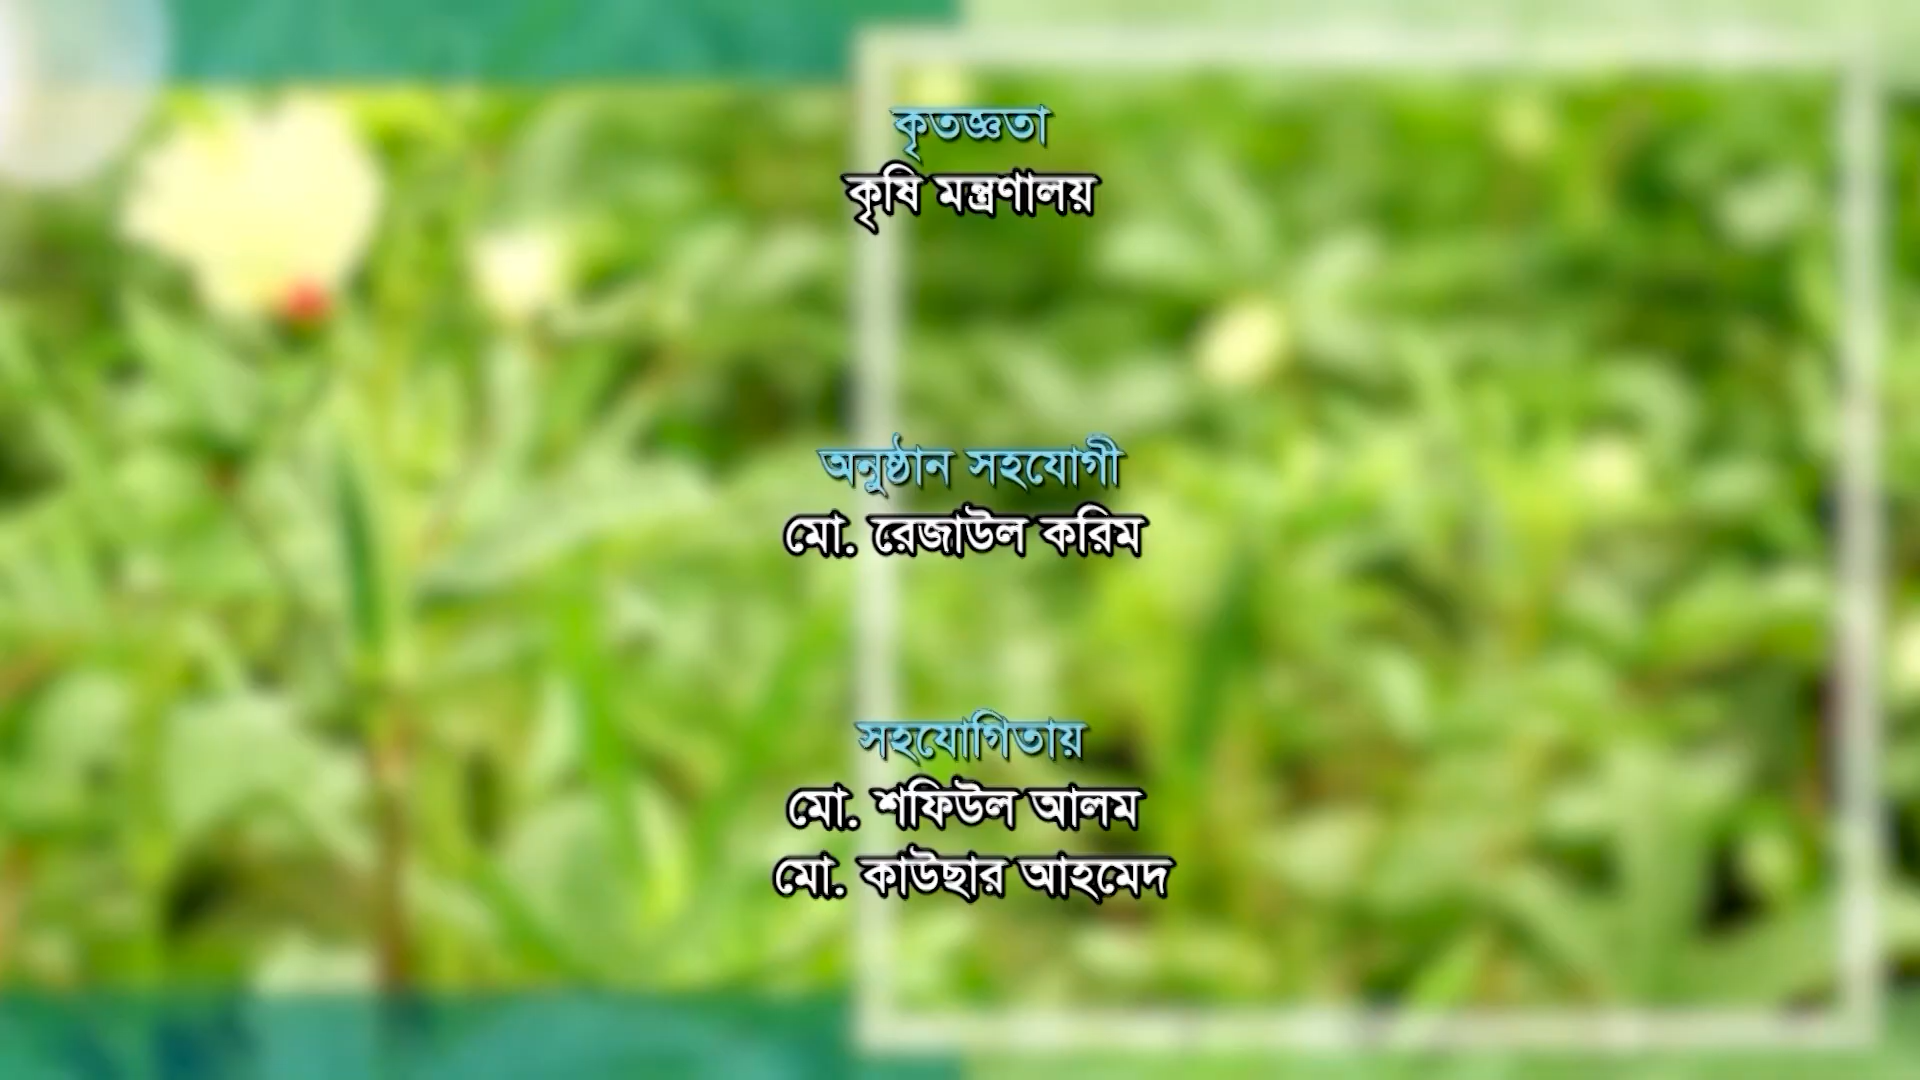 কৃতজ্ঞতা
কৃষি মন্ত্রণালয়
অনুষ্ঠান সহযোগী
মো. রেজাউল করিম
সহযোগিতায়
মো. শফিউল আলম
মো. কাউছার আহমেদ